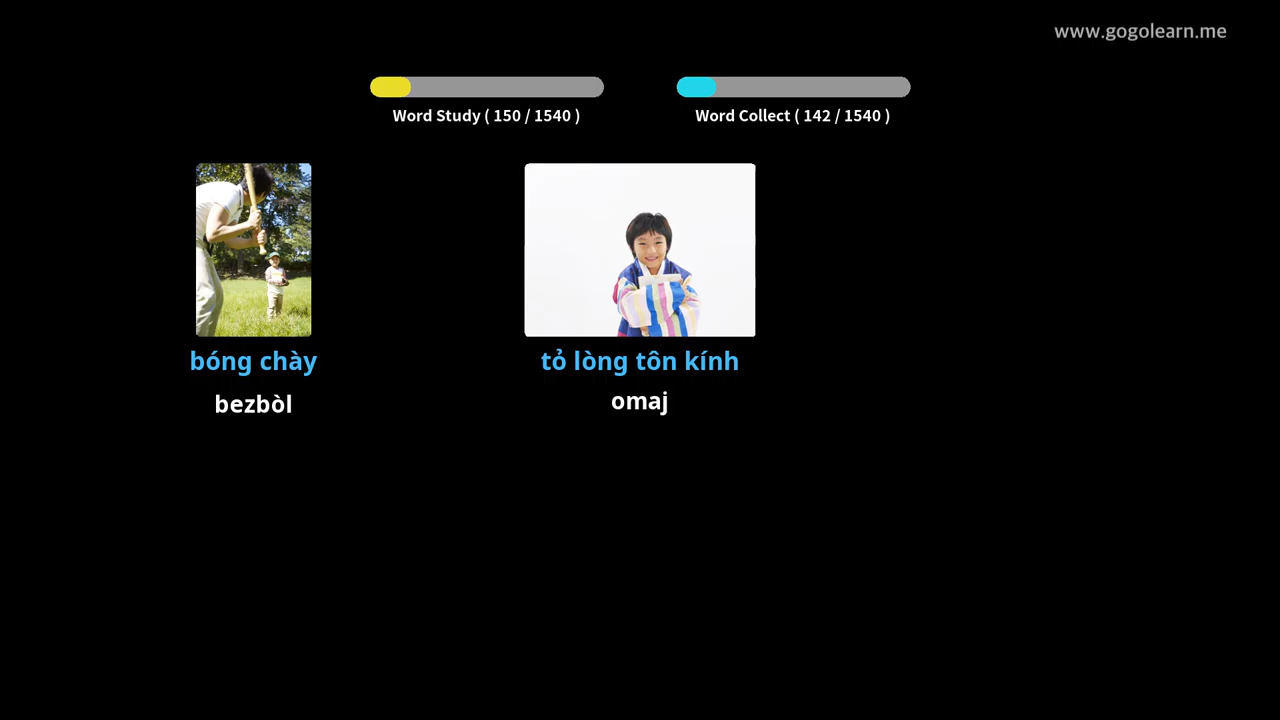 www.gogolearn.me
Word Study ( 150 / 1540 )
Word Collect ( 142 / 1540 )
bóng chày
bezbòl
tỏ lòng tôn kính
omaj